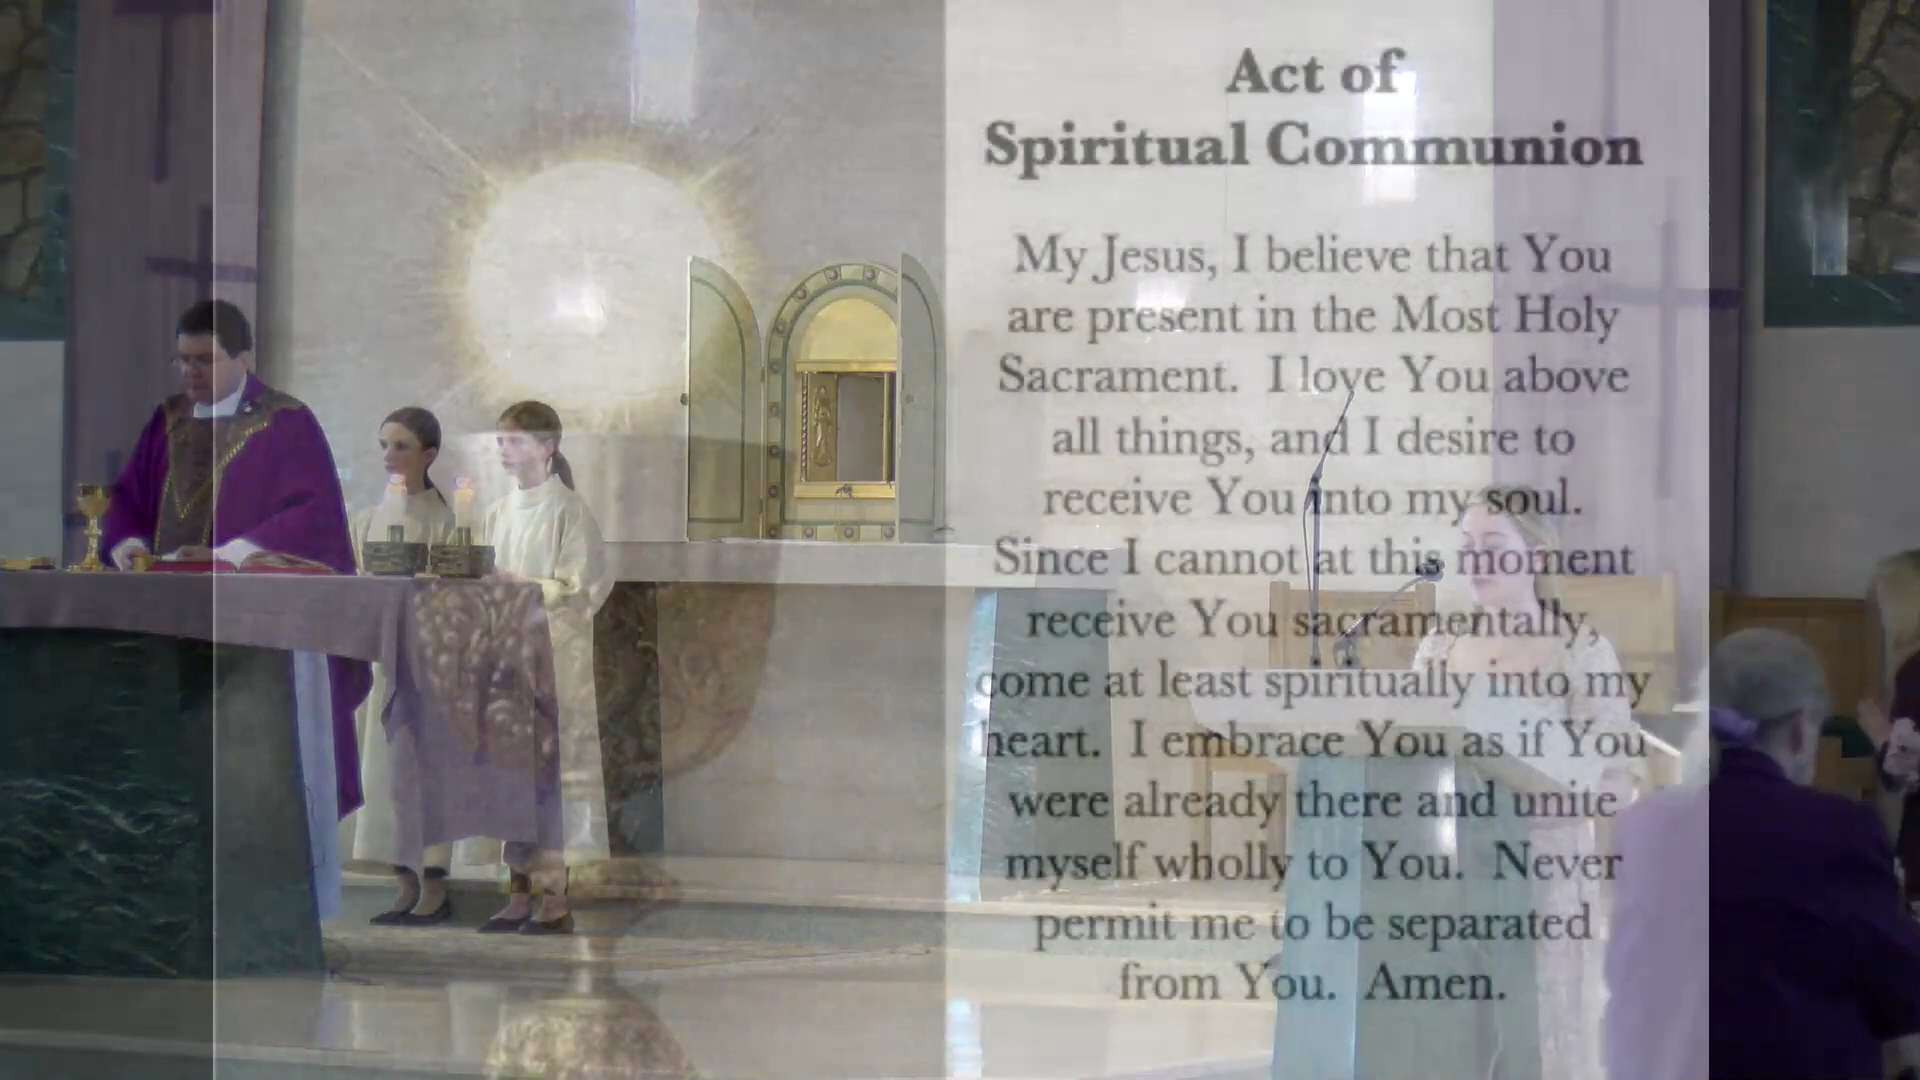 Act of
Spiritual Communion
My Jesus, I believe that You
are present in the Most Holy
Sacrament. I love You above
all things, and I desire to
receive You into my soul.
Since I cannot at this moment
receive You sacramentally,
come at least spiritually into my
heart. I embrace You as if You
were already there and unite
myself wholly to You. Never
permit me to be separated
from You. Amen.